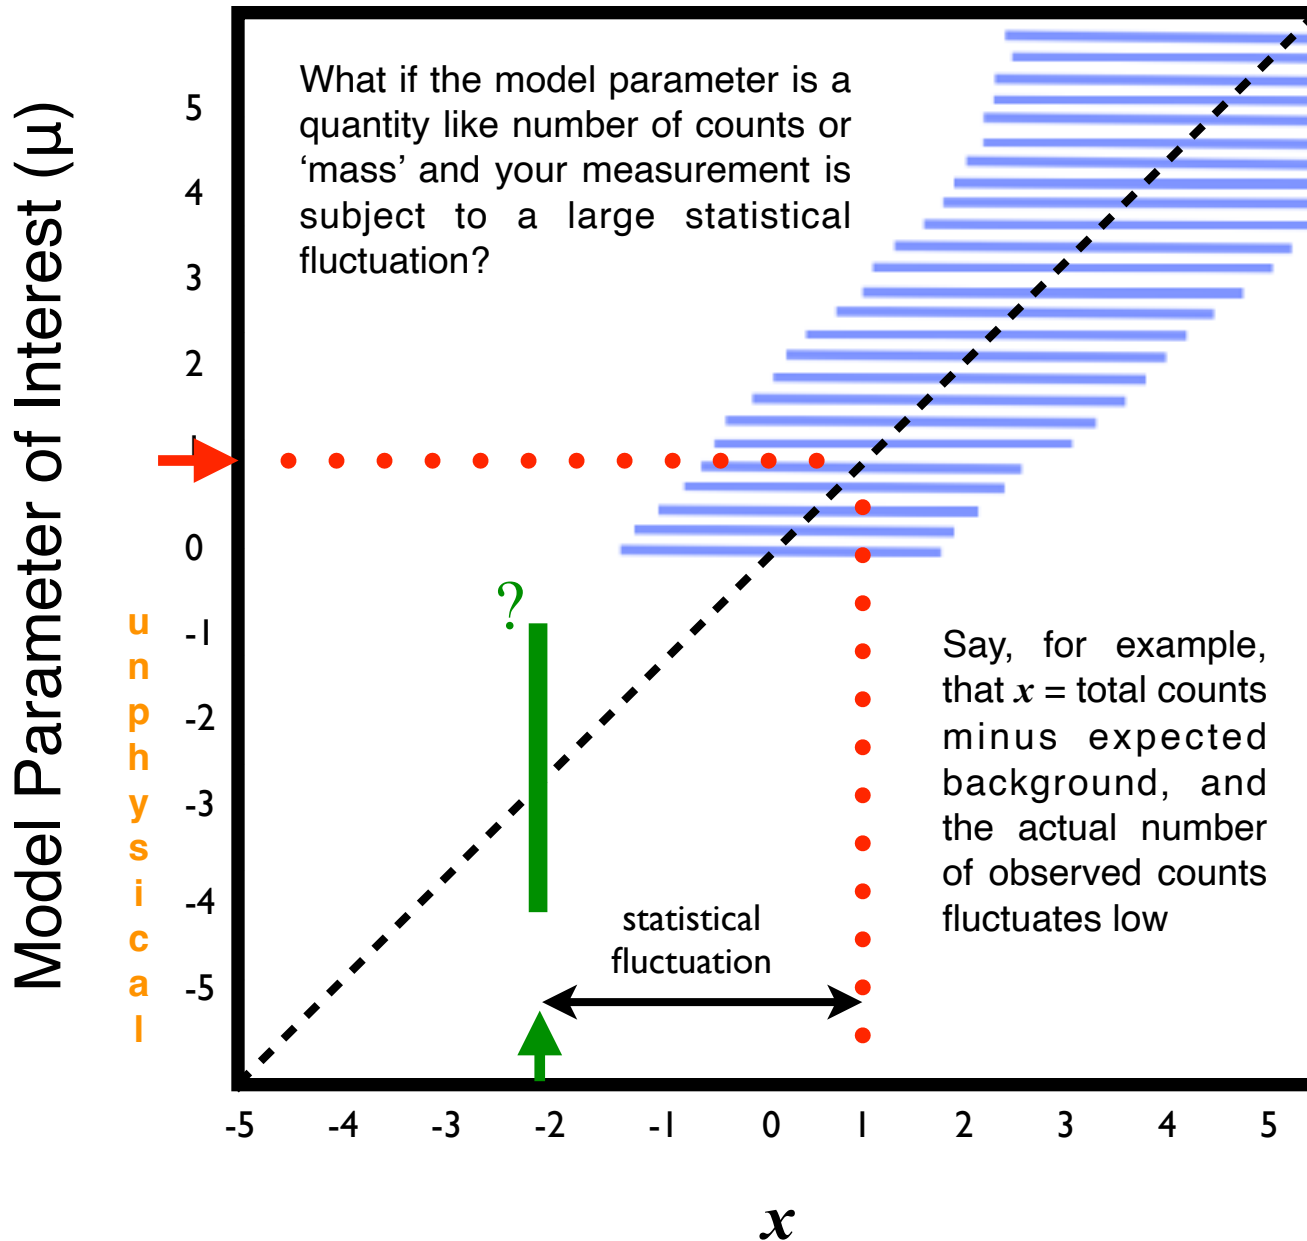 Model Parameter of Interest (μ)
What if the model parameter is a
quantity like number of counts or
‘mass’ and your measurement is
subject to a large statistical
fluctuation?
5
4
3
2
1
0
-1
-2
-3
-4
-5
unphysical
?
Say, for example,
that x = total counts
minus expected
background, and
the actual number
of observed counts
fluctuates low
statistical
fluctuation
-5 -4 -3 -2 -1 0 1 2 3 4 5
x